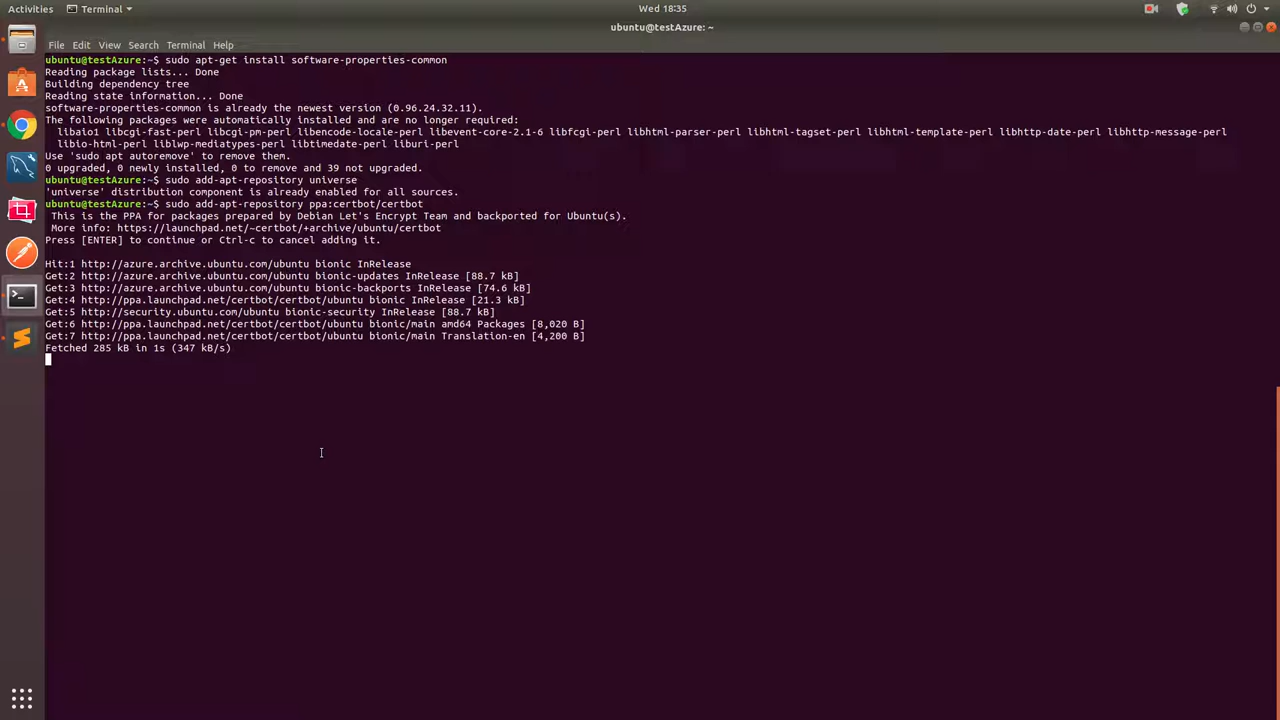 Activities
Terminal
Wed 18:35
ubuntu@testAzure: ~
File Edit View Search Terminal Help
ubuntu@testAzure:~$ sudo apt-get install software-properties-common
Reading package lists... Done
Building dependency tree
Reading state information... Done
software-properties-common is already the newest version (0.96.24.32.11).
The following packages were automatically installed and are no longer required:
  libaio1 libcgi-fast-perl libcgi-pm-perl libencode-locale-perl libevent-core-2.1-6 libfcgi-perl libhtml-parser-perl libhtml-tagset-perl libhtml-template-perl libhttp-date-perl libhttp-message-perl
  libio-html-perl liblwp-mediatypes-perl libtimedate-perl liburi-perl
Use 'sudo apt autoremove' to remove them.
0 upgraded, 0 newly installed, 0 to remove and 39 not upgraded.
ubuntu@testAzure:~$ sudo add-apt-repository universe
'universe' distribution component is already enabled for all sources.
ubuntu@testAzure:~$ sudo add-apt-repository ppa:certbot/certbot
 This is the PPA for packages prepared by Debian Let's Encrypt Team and backported for Ubuntu(s).
 More info: https://launchpad.net/~certbot/+archive/ubuntu/certbot
Press [ENTER] to continue or Ctrl-c to cancel adding it.
Hit:1 http://azure.archive.ubuntu.com/ubuntu bionic InRelease
Get:2 http://azure.archive.ubuntu.com/ubuntu bionic-updates InRelease [88.7 kB]
Get:3 http://azure.archive.ubuntu.com/ubuntu bionic-backports InRelease [74.6 kB]
Get:4 http://ppa.launchpad.net/certbot/certbot/ubuntu bionic InRelease [21.3 kB]
Get:5 http://security.ubuntu.com/ubuntu bionic-security InRelease [88.7 kB]
Get:6 http://ppa.launchpad.net/certbot/certbot/ubuntu bionic/main amd64 Packages [8,020 B]
Get:7 http://ppa.launchpad.net/certbot/certbot/ubuntu bionic/main Translation-en [4,200 B]
Fetched 285 kB in 1s (347 kB/s)